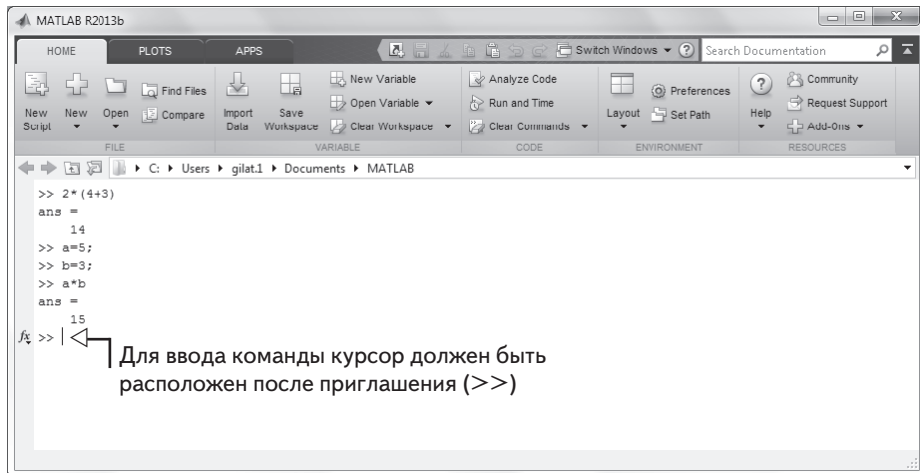 MATLAB R2013b
HOME PLOTS APPS Switch Windows Search Documentation
New Script New Open Find Files Compare Import Data Save Workspace New Variable Open Variable Clear Workspace Analyze Code Run and Time Clear Commands Layout Preferences Set Path Help Community Request Support Add-Ons
FILE VARIABLE CODE ENVIRONMENT RESOURCES
C: Users gilat.1 Documents MATLAB
>> 2*(4+3)
ans =
14
>> a=5;
>> b=3;
>> a*b
ans =
15
fx >>
Для ввода команды курсор должен быть
расположен после приглашения (>>)